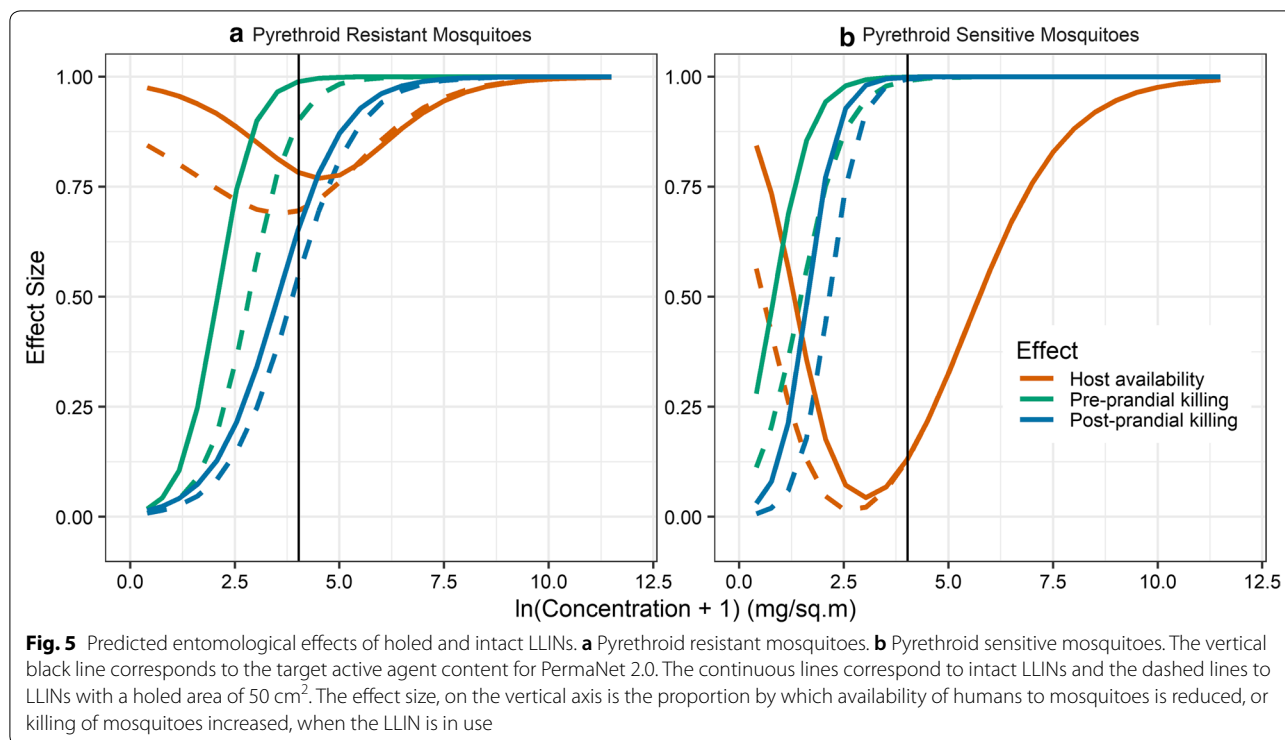 a Pyrethroid Resistant Mosquitoes
b Pyrethroid Sensitive Mosquitoes
Effect Size
1.00
0.75
0.50
0.25
0.00
0.0 2.5 5.0 7.5 10.0 12.5
1.00
0.75
0.50
0.25
0.00
0.0 2.5 5.0 7.5 10.0 12.5
Effect
Host availability
Pre-prandial killing
Post-prandial killing
ln(Concentration + 1) (mg/sq.m)
Fig. 5 Predicted entomological effects of holed and intact LLINs. a Pyrethroid resistant mosquitoes. b Pyrethroid sensitive mosquitoes. The vertical
black line corresponds to the target active agent content for PermaNet 2.0. The continuous lines correspond to intact LLINs and the dashed lines to
LLINs with a holed area of 50 cm². The effect size, on the vertical axis is the proportion by which availability of humans to mosquitoes is reduced, or
killing of mosquitoes increased, when the LLIN is in use